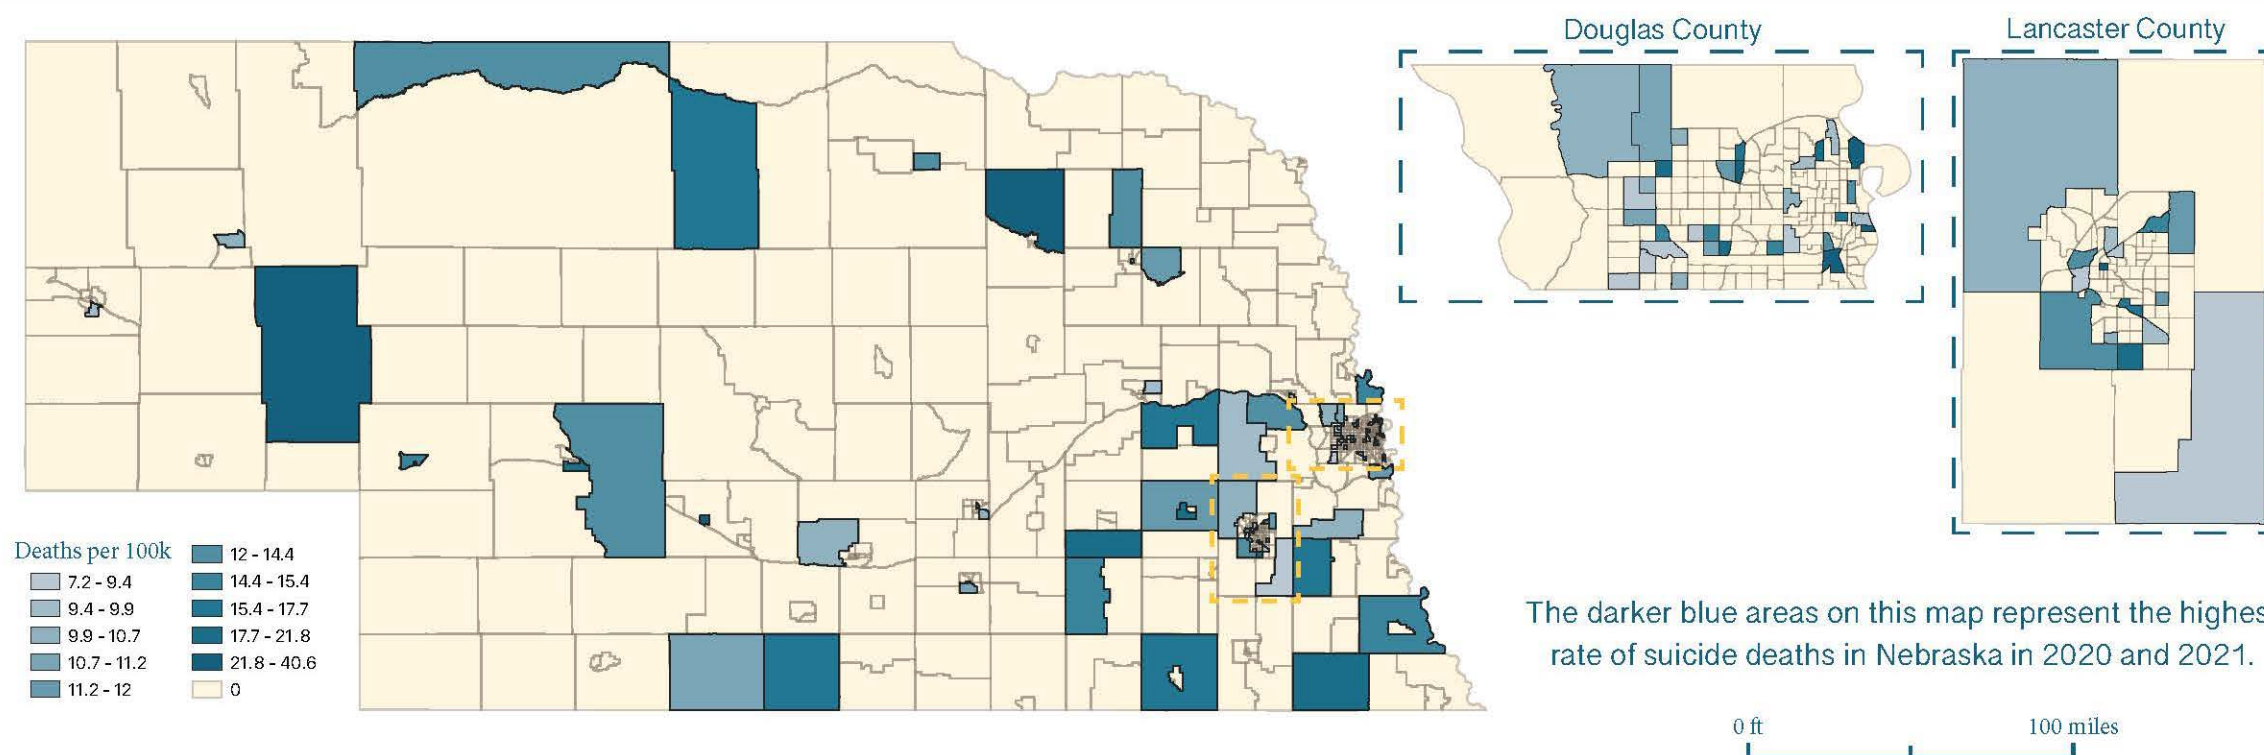 Douglas County
Lancaster County
Deaths per 100k
7.2 - 9.4
9.4 - 9.9
9.9 - 10.7
10.7 - 11.2
11.2 - 12
12 - 14.4
14.4 - 15.4
15.4 - 17.7
17.7 - 21.8
21.8 - 40.6
0
The darker blue areas on this map represent the highes
rate of suicide deaths in Nebraska in 2020 and 2021.
0 ft
100 miles